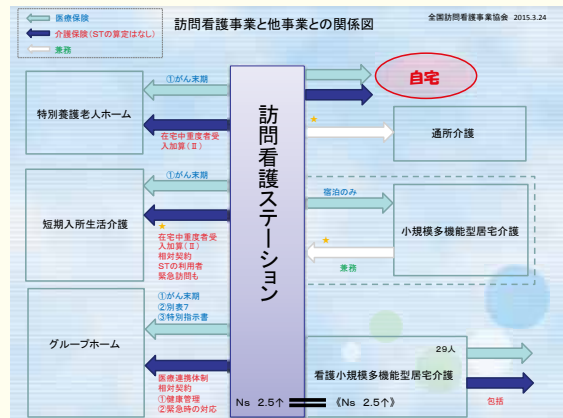 訪問看護事業と他事業との関係図
全国訪問看護事業協会 2015.3.24
医療保険
介護保険(STの算定はなし)
兼務
①がん末期
特別養護老人ホーム
在宅中重度者受
入加算(Ⅱ)
①がん末期
短期入所生活介護
★
在宅中重度者受
入加算(Ⅱ)
相対契約
STの利用者
緊急訪問も
①がん末期
②別表7
③特別指示書
グループホーム
医療連携体制
相対契約
①健康管理
②緊急時の対応
訪問看護ステーション
Ns 2.5个
自宅
★
通所介護
宿泊のみ
小規模多機能型居宅介護
★
兼務
29人
看護小規模多機能型居宅介護
《Ns 2.5个》
包括